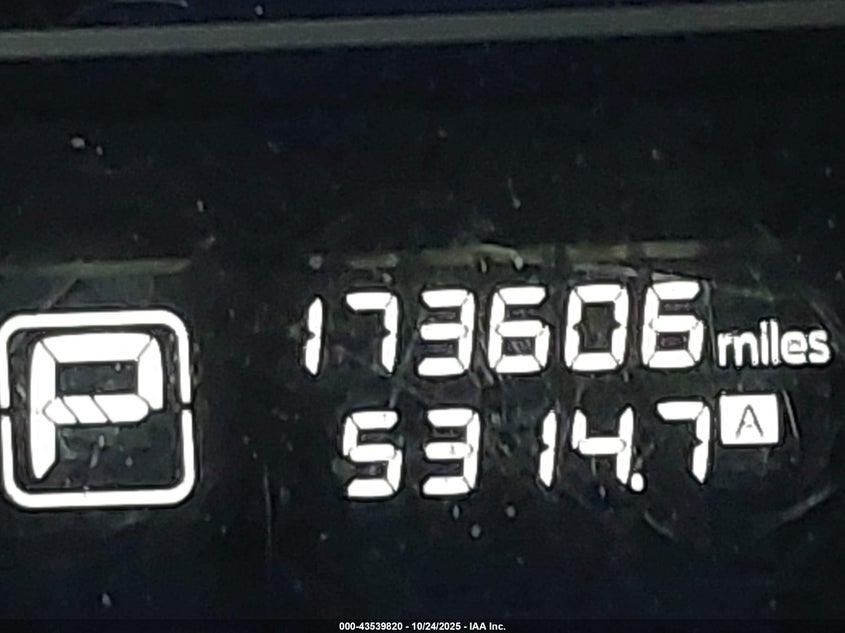 173606 miles
P
5314.7 A
000-43539820 - 10/24/2025 - IAA Inc.